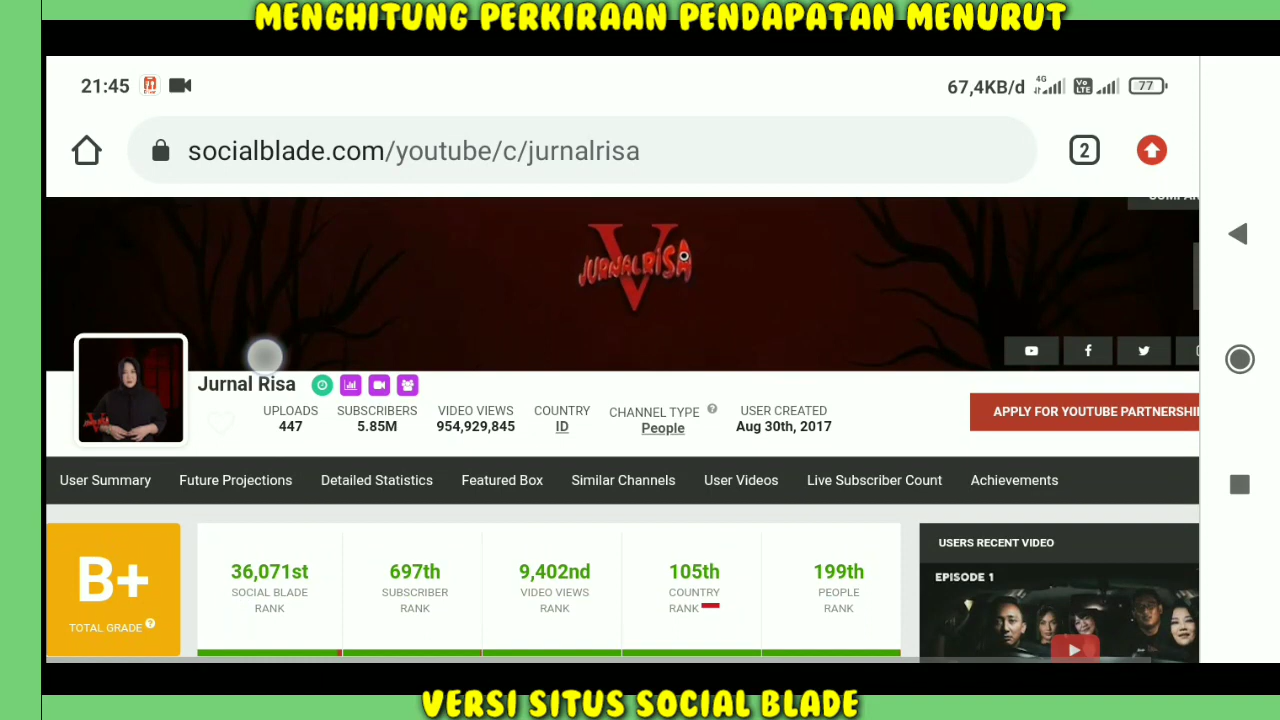 MENGHITUNG PERKIRAAN PENDAPATAN MENURUT
21:45 67,4KB/d 4G Vo LTE 77
socialblade.com/youtube/c/jurnalrisa 2
V
JURNALRISA
Jurnal Risa
UPLOADS SUBSCRIBERS VIDEO VIEWS COUNTRY CHANNEL TYPE ? USER CREATED
447 5.85M 954,929,845 ID People Aug 30th, 2017
APPLY FOR YOUTUBE PARTNERSHI
User Summary Future Projections Detailed Statistics Featured Box Similar Channels User Videos Live Subscriber Count Achievements
B+
TOTAL GRADE ?
36,071st 697th 9,402nd 105th 199th
SOCIAL BLADE SUBSCRIBER VIDEO VIEWS COUNTRY PEOPLE
RANK RANK RANK RANK RANK
USERS RECENT VIDEO
EPISODE 1
VERSI SITUS SOCIAL BLADE